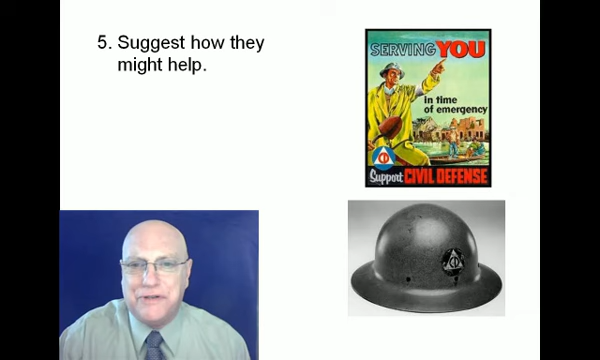 5. Suggest how they
might help.
SERVING YOU
in time
of emergency
Support CIVIL DEFENSE